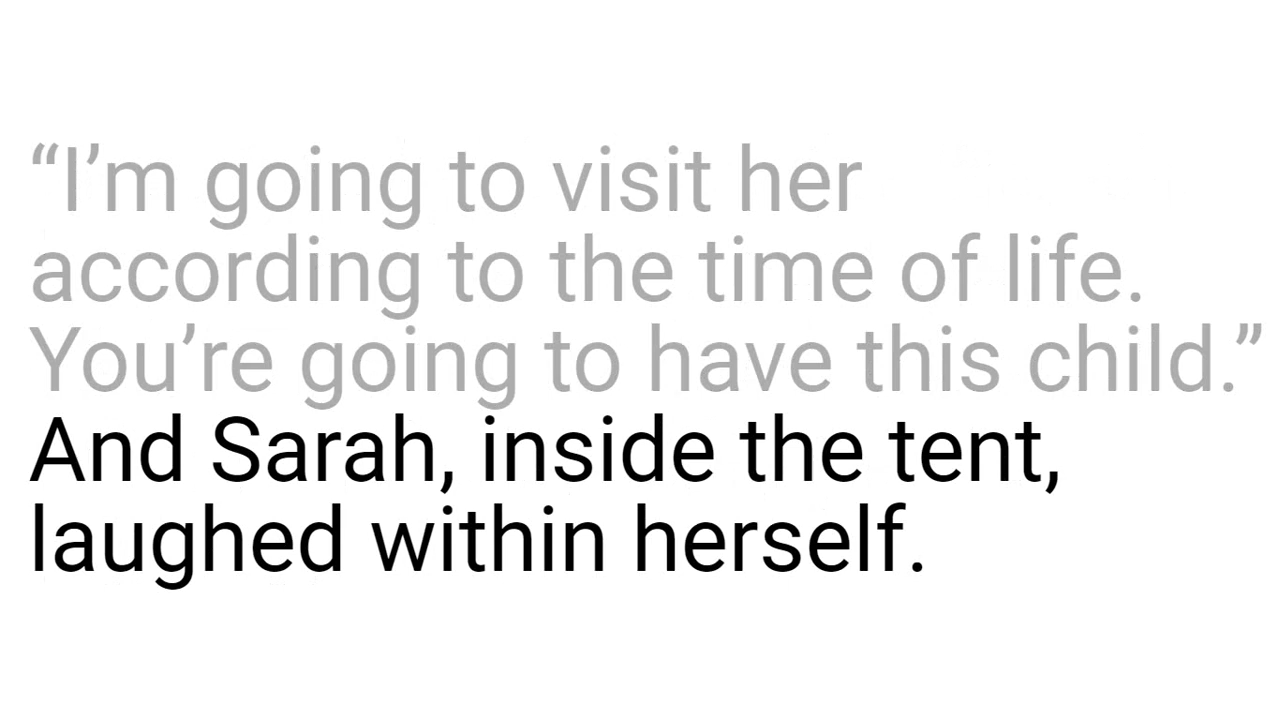 “I’m going to visit her
according to the time of life.
You’re going to have this child.”
And Sarah, inside the tent,
laughed within herself.